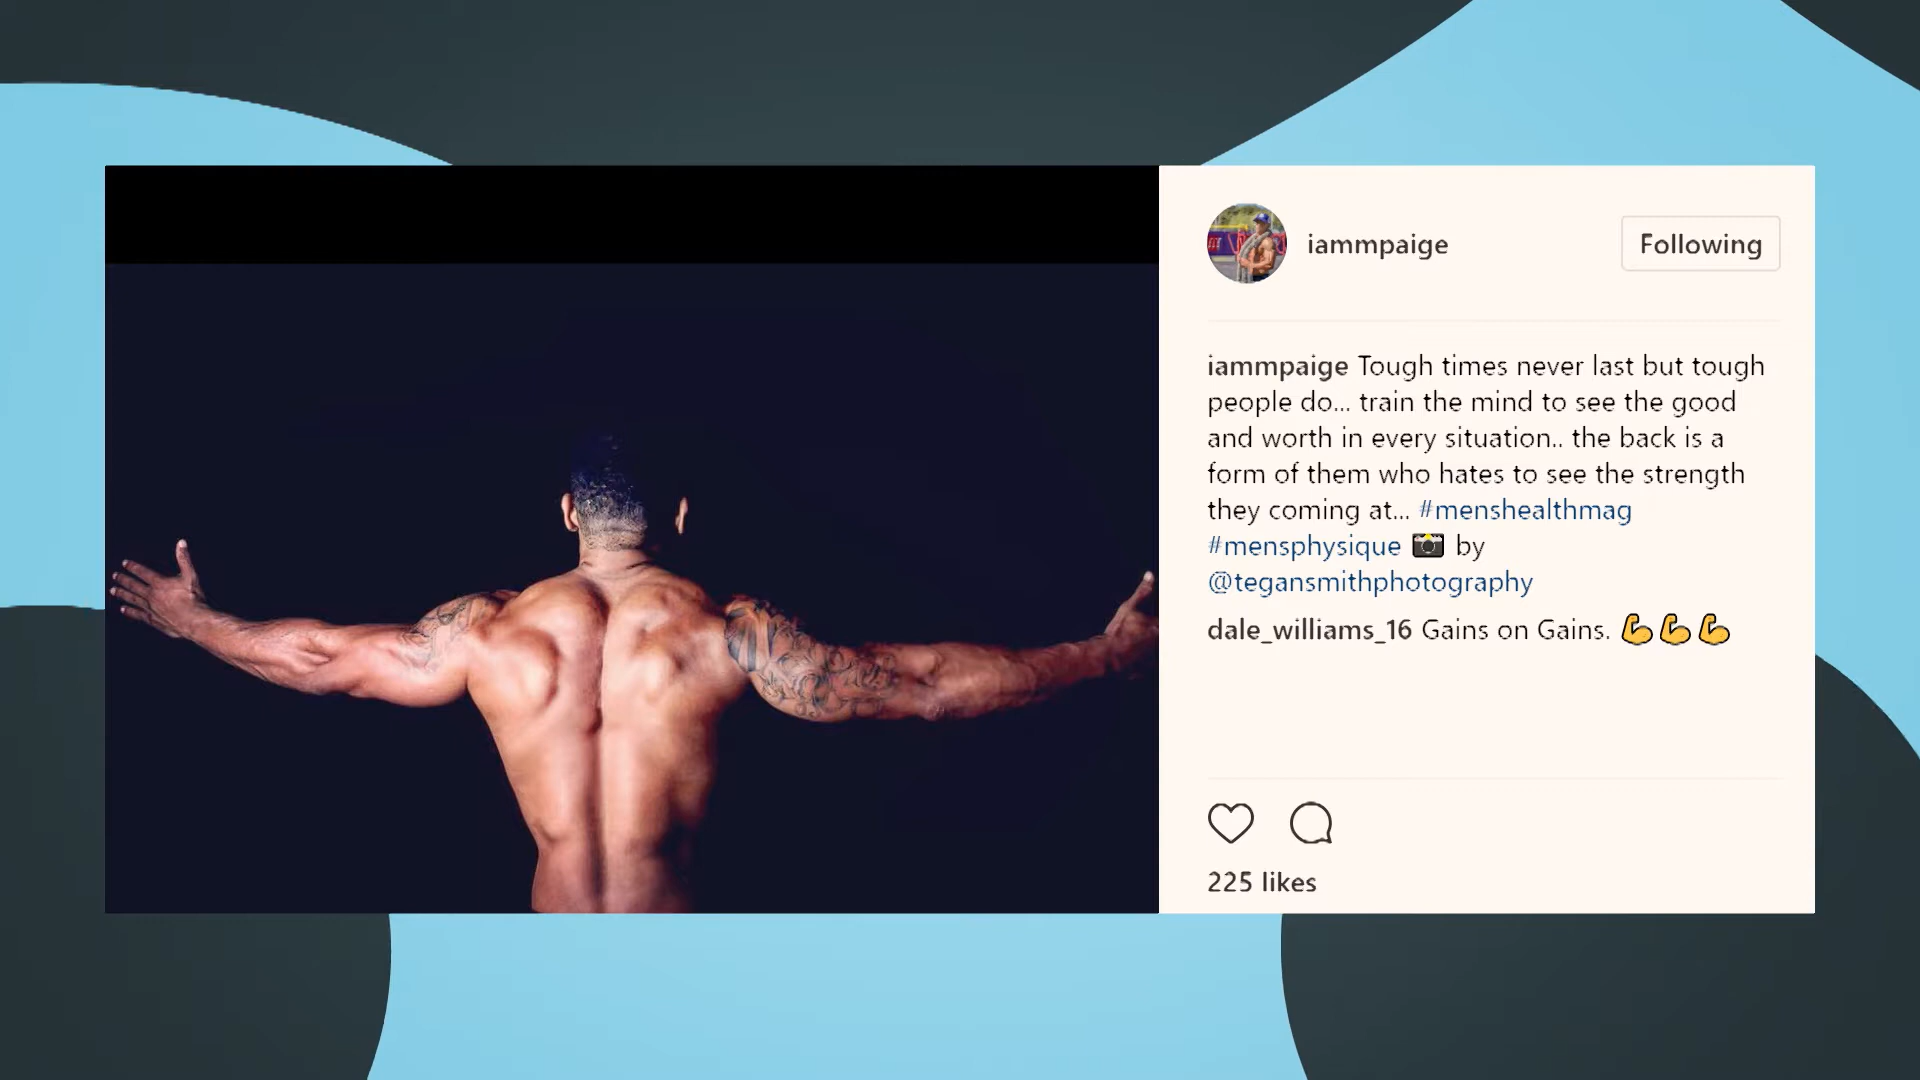 iammpaige
Following
iammpaige Tough times never last but tough
people do... train the mind to see the good
and worth in every situation.. the back is a
form of them who hates to see the strength
they coming at... #menshealthmag
#mensphysique 📷 by
@tegansmithphotography
dale_williams_16 Gains on Gains. 💪💪💪
225 likes